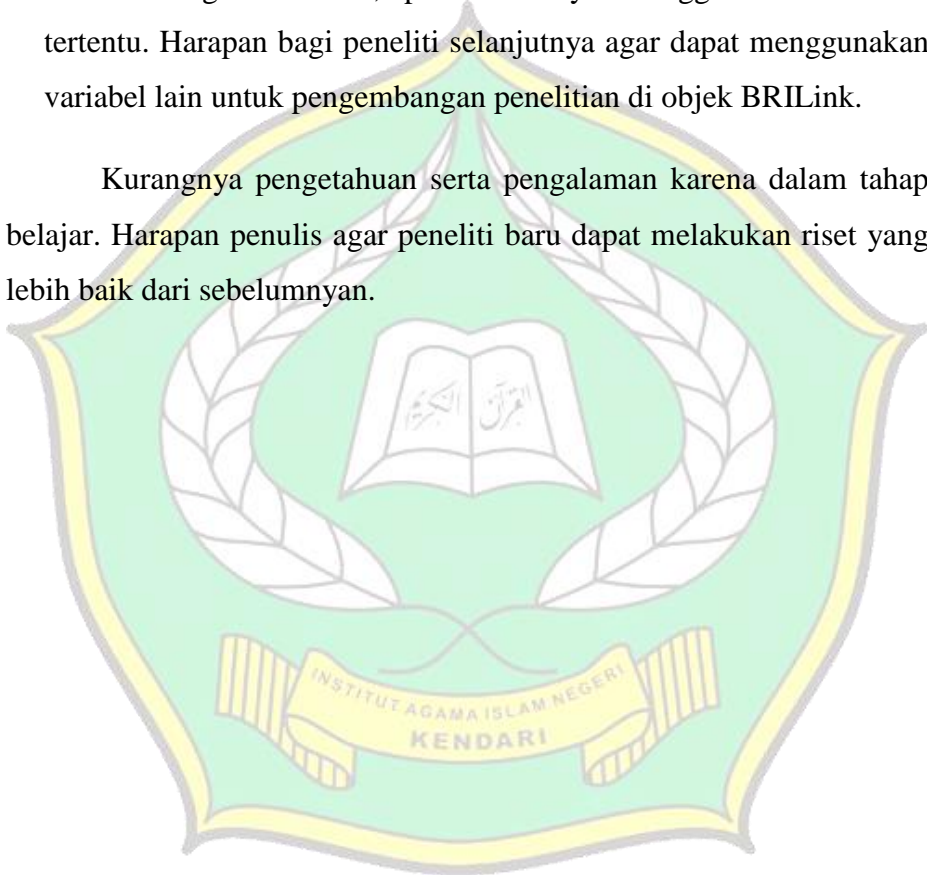 tertentu. Harapan bagi peneliti selanjutnya agar dapat menggunakan
variabel lain untuk pengembangan penelitian di objek BRILink.
Kurangnya pengetahuan serta pengalaman karena dalam tahap
belajar. Harapan penulis agar peneliti baru dapat melakukan riset yang
lebih baik dari sebelumnyan.
القرآن الكريم
INSTITUT AGAMA ISLAM NEGERI
KENDARI